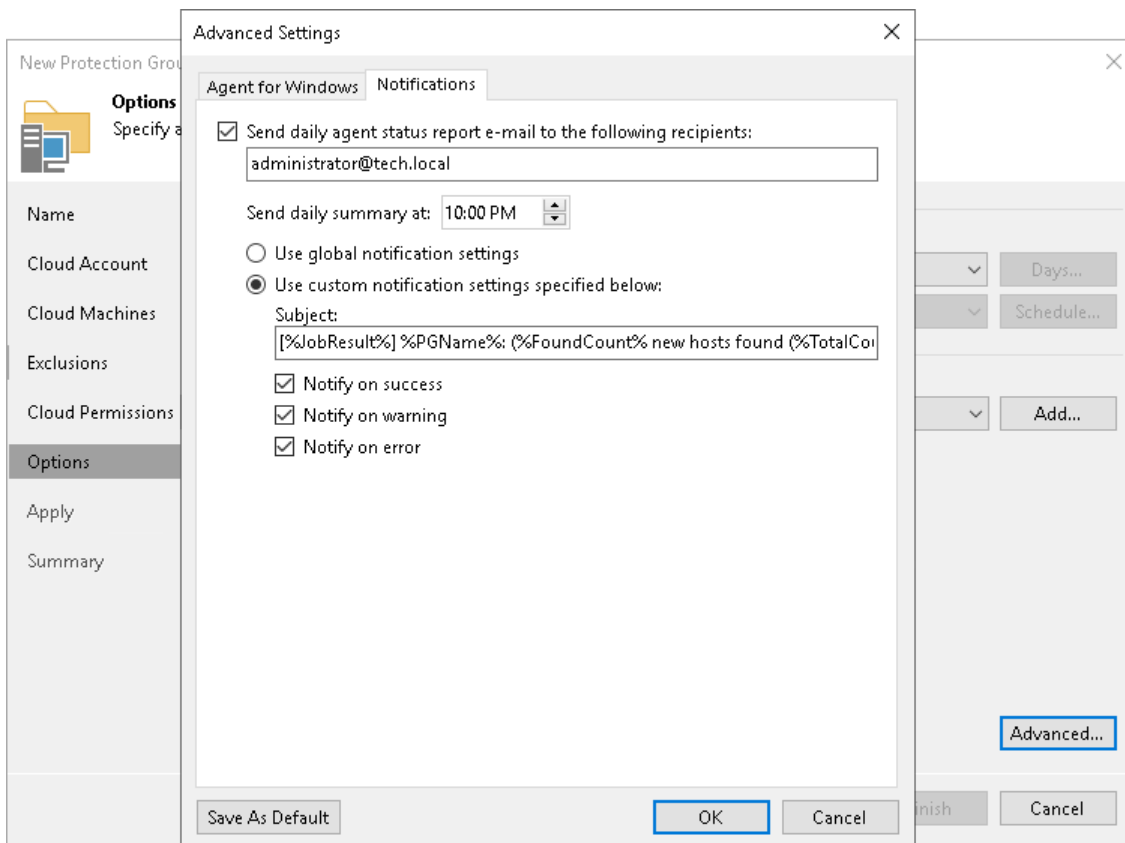 Advanced Settings
New Protection Grou
Agent for Windows
Notifications
Options
Specify a
Send daily agent status report e-mail to the following recipients:
administrator@tech.local
Send daily summary at: 10:00 PM
Use global notification settings
Use custom notification settings specified below:
Subject:
[%JobResult%] %PGName%: (%FoundCount% new hosts found (%TotalCou
Notify on success
Notify on warning
Notify on error
Name
Cloud Account
Cloud Machines
Exclusions
Cloud Permissions
Options
Apply
Summary
Days...
Schedule...
Add...
Advanced...
Save As Default
OK
Cancel
inish
Cancel